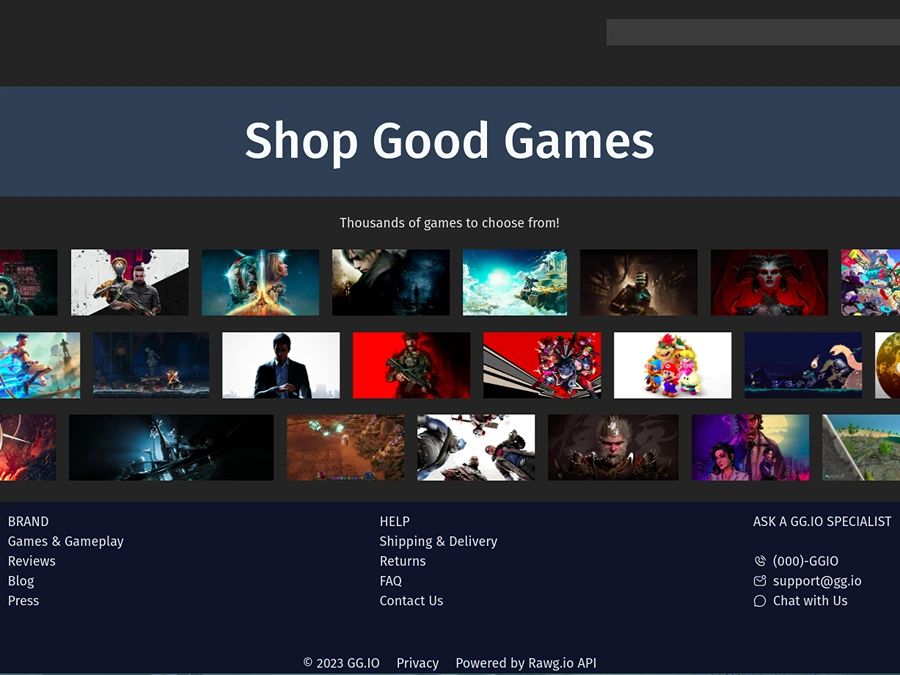 Shop Good Games
Thousands of games to choose from!
BRAND
Games & Gameplay
Reviews
Blog
Press
HELP
Shipping & Delivery
Returns
FAQ
Contact Us
ASK A GG.IO SPECIALIST
(000)-GGIO
support@gg.io
Chat with Us
© 2023 GG.IO Privacy Powered by Rawg.io API